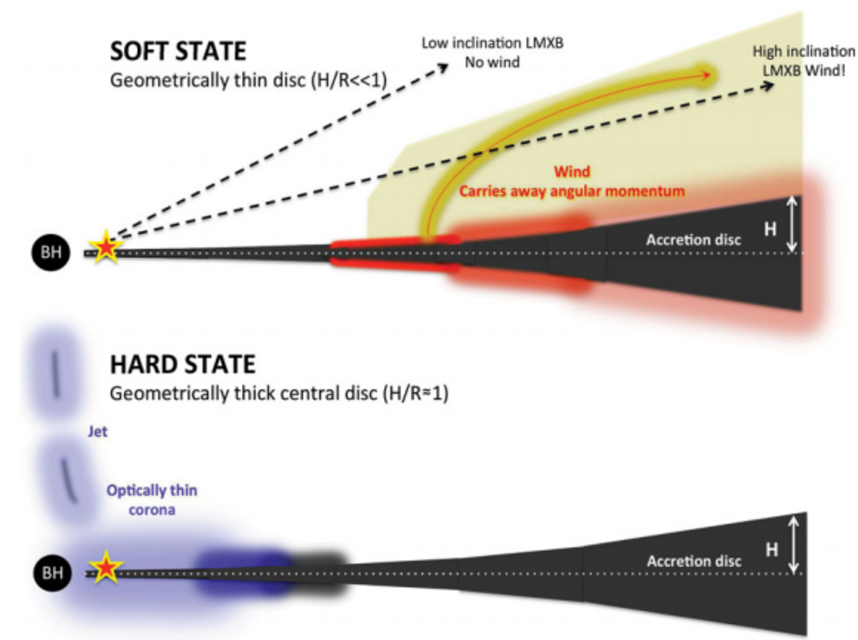 SOFT STATE
Geometrically thin disc (H/R<<1)
Low inclination LMXB
No wind
High inclination
LMXB Wind!
Wind
Carries away angular momentum
BH
Accretion disc
H
HARD STATE
Geometrically thick central disc (H/R≈1)
Jet
Optically thin
corona
BH
Accretion disc
H